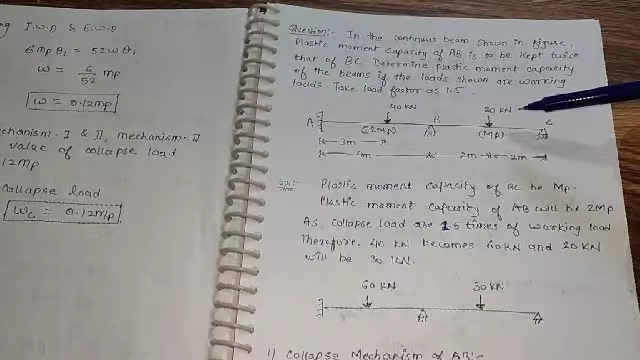 I.W.D & E.W.D
6Mp θ1 = 52w θ1
w = 6/52 Mp
w = 0.12Mp
mechanism-I & II, mechanism-II
value of collapse load
12Mp
collapse load
wc = 0.12Mp
Question:- In the continous beam shown in figure,
Plastic moment capacity of AB is to be kept twice
that of BC. Determine plastic moment capacity
of the beams if the loads shown are working
loads Take load factor as 1.5.
40 KN
20 KN
A
B
C
(2Mp)
(Mp)
3m
4m
2m
2m
Sol:-
Plastic moment capacity of BC be Mp.
Plastic moment capacity of AB will be 2Mp
As, collapse load are 1.5 times of working load
Therefore 40 KN becomes 60KN and 20 KN
will be 30 KN.
60 KN
30 KN
1) Collapse Mechanism of AB:-